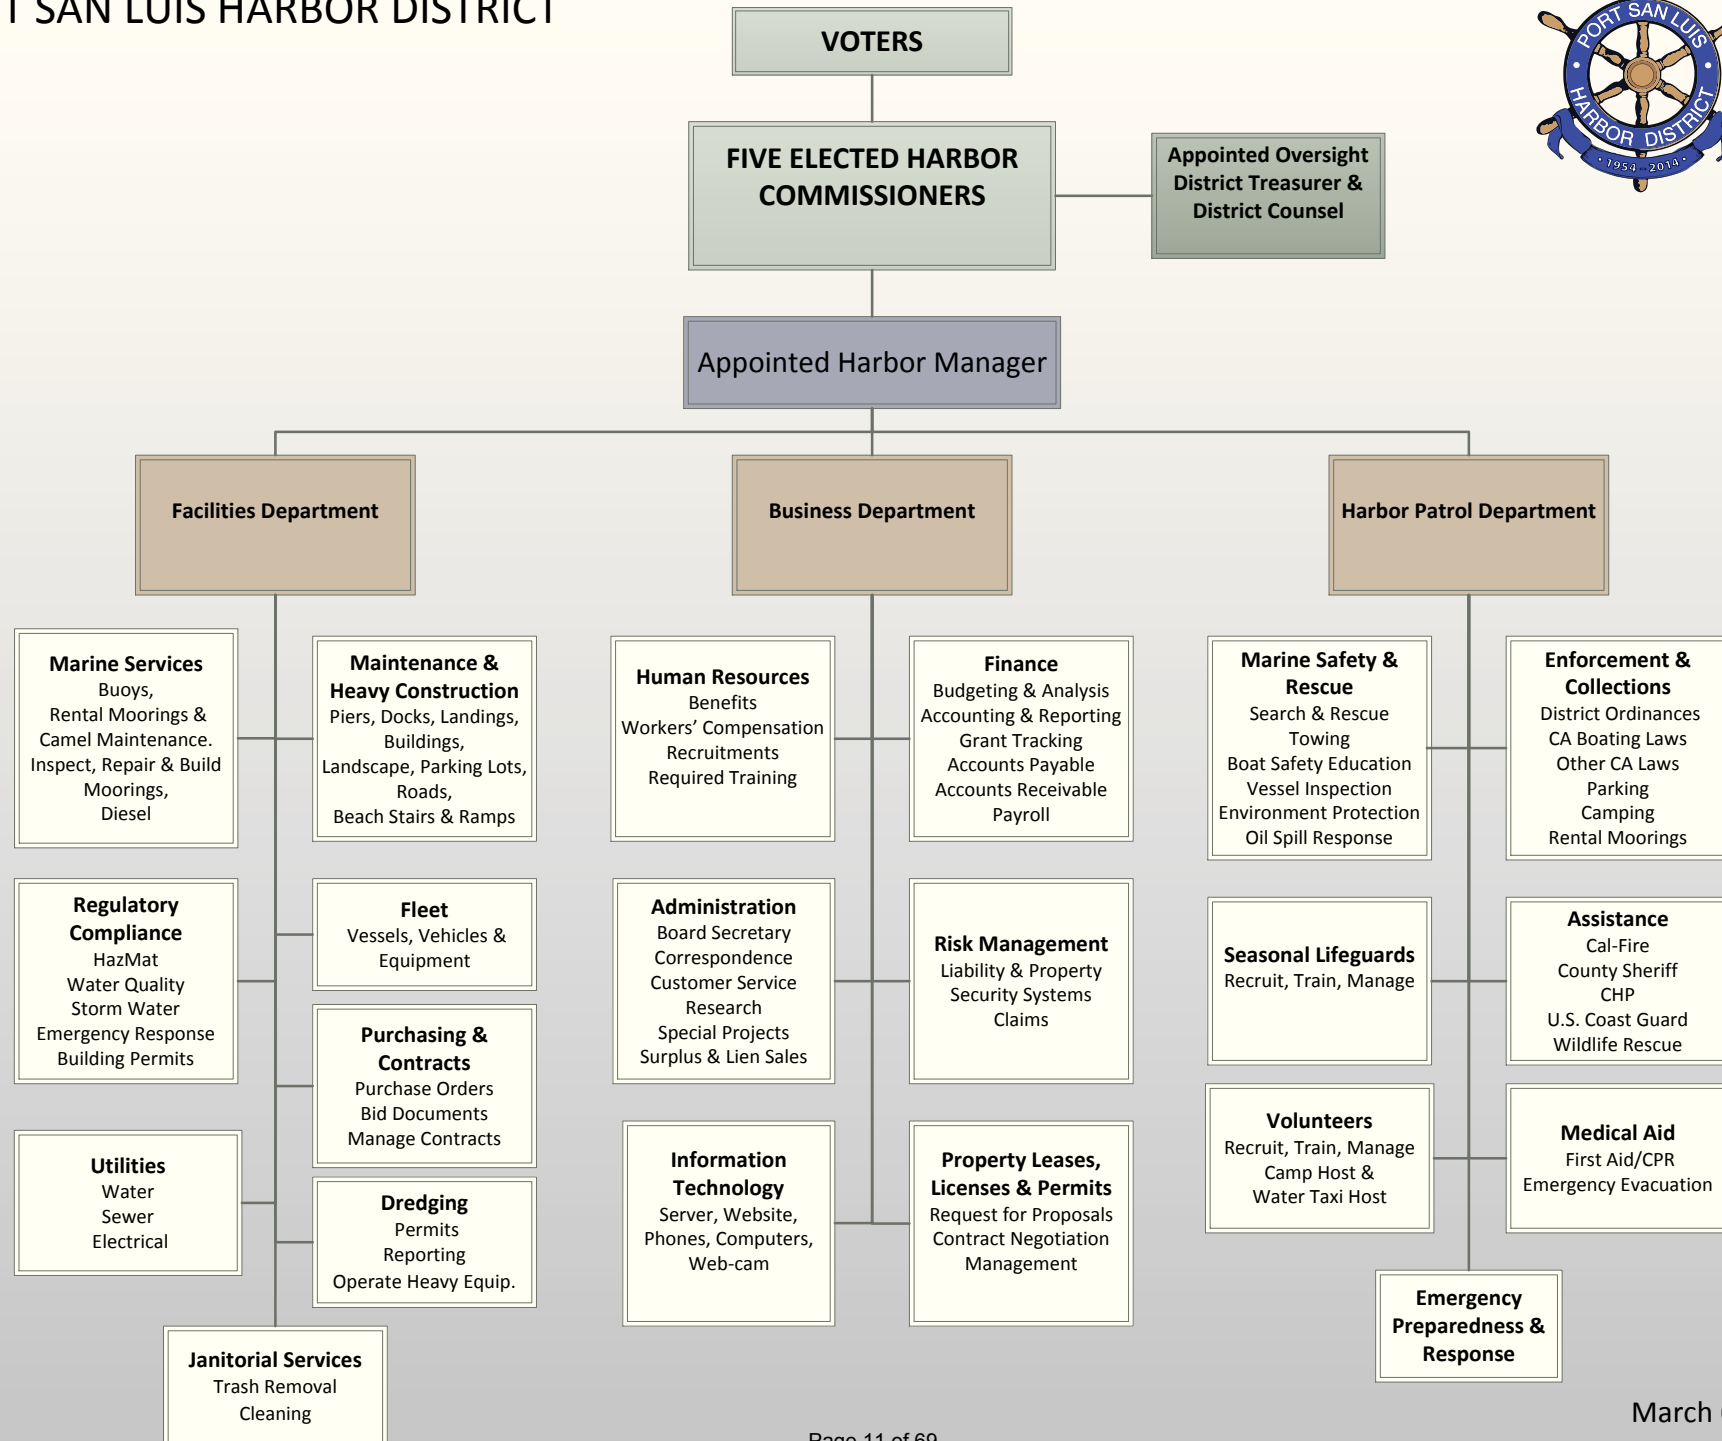 T SAN LUIS HARBOR DISTRICT
PORT SAN LUIS
HARBOR DISTRICT
1954 - 2014
VOTERS
FIVE ELECTED HARBOR
COMMISSIONERS
Appointed Oversight
District Treasurer &
District Counsel
Appointed Harbor Manager
Facilities Department
Business Department
Harbor Patrol Department
Marine Services
Buoys,
Rental Moorings &
Camel Maintenance.
Inspect, Repair & Build
Moorings,
Diesel
Maintenance &
Heavy Construction
Piers, Docks, Landings,
Buildings,
Landscape, Parking Lots,
Roads,
Beach Stairs & Ramps
Regulatory
Compliance
HazMat
Water Quality
Storm Water
Emergency Response
Building Permits
Fleet
Vessels, Vehicles &
Equipment
Purchasing &
Contracts
Purchase Orders
Bid Documents
Manage Contracts
Utilities
Water
Sewer
Electrical
Dredging
Permits
Reporting
Operate Heavy Equip.
Janitorial Services
Trash Removal
Cleaning
Human Resources
Benefits
Workers’ Compensation
Recruitments
Required Training
Finance
Budgeting & Analysis
Accounting & Reporting
Grant Tracking
Accounts Payable
Accounts Receivable
Payroll
Administration
Board Secretary
Correspondence
Customer Service
Research
Special Projects
Surplus & Lien Sales
Risk Management
Liability & Property
Security Systems
Claims
Information
Technology
Server, Website,
Phones, Computers,
Web-cam
Property Leases,
Licenses & Permits
Request for Proposals
Contract Negotiation
Management
Marine Safety &
Rescue
Search & Rescue
Towing
Boat Safety Education
Vessel Inspection
Environment Protection
Oil Spill Response
Enforcement &
Collections
District Ordinances
CA Boating Laws
Other CA Laws
Parking
Camping
Rental Moorings
Seasonal Lifeguards
Recruit, Train, Manage
Assistance
Cal-Fire
County Sheriff
CHP
U.S. Coast Guard
Wildlife Rescue
Volunteers
Recruit, Train, Manage
Camp Host &
Water Taxi Host
Medical Aid
First Aid/CPR
Emergency Evacuation
Emergency
Preparedness &
Response
March
Page 11 of 69